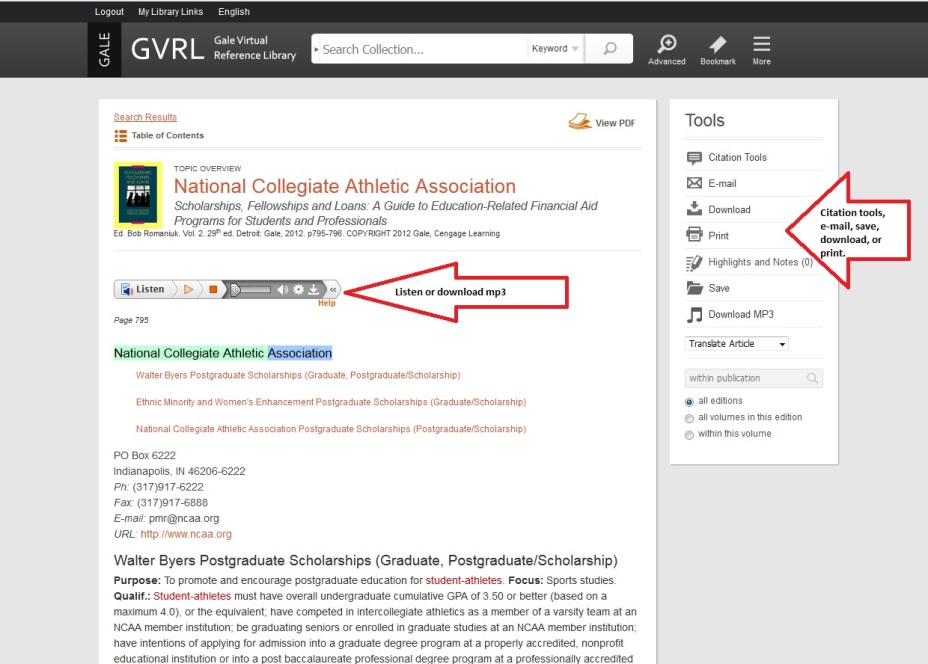 Logout My Library Links English
GALE
GVRL
Gale Virtual
Reference Library
Search Collection...
Keyword
Advanced
Bookmark
More
Search Results
Table of Contents
View PDF
TOPIC OVERVIEW
National Collegiate Athletic Association
Scholarships, Fellowships and Loans: A Guide to Education-Related Financial Aid
Programs for Students and Professionals
Ed. Bob Romaniuk. Vol. 2. 29th ed. Detroit: Gale, 2012. p795-796. COPYRIGHT 2012 Gale, Cengage Learning
Listen
Help
Listen or download mp3
Page 795
National Collegiate Athletic Association
Walter Byers Postgraduate Scholarships (Graduate, Postgraduate/Scholarship)
Ethnic Minority and Women's Enhancement Postgraduate Scholarships (Graduate/Scholarship)
National Collegiate Athletic Association Postgraduate Scholarships (Postgraduate/Scholarship)
PO Box 6222
Indianapolis, IN 46206-6222
Ph: (317)917-6222
Fax: (317)917-6888
E-mail: pmr@ncaa.org
URL: http://www.ncaa.org
Walter Byers Postgraduate Scholarships (Graduate, Postgraduate/Scholarship)
Purpose: To promote and encourage postgraduate education for student-athletes. Focus: Sports studies.
Qualif.: Student-athletes must have overall undergraduate cumulative GPA of 3.50 or better (based on a
maximum 4.0), or the equivalent; have competed in intercollegiate athletics as a member of a varsity team at an
NCAA member institution; be graduating seniors or enrolled in graduate studies at an NCAA member institution;
have intentions of applying for admission into a graduate degree program at a properly accredited, nonprofit
educational institution or into a post baccalaureate professional degree program at a professionally accredited
Tools
Citation Tools
E-mail
Download
Print
Highlights and Notes (0)
Save
Download MP3
Translate Article
within publication
all editions
all volumes in this edition
within this volume
Citation tools,
e-mail, save,
download, or
print.